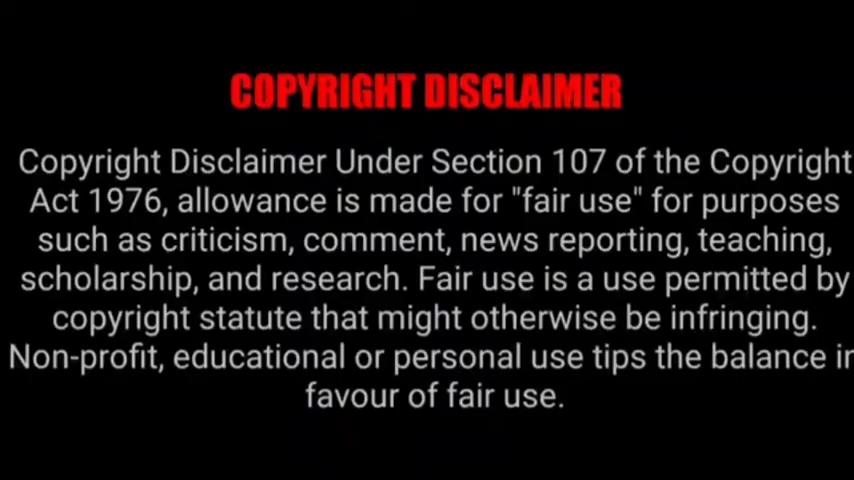 COPYRIGHT DISCLAIMER
Copyright Disclaimer Under Section 107 of the Copyright
Act 1976, allowance is made for "fair use" for purposes
such as criticism, comment, news reporting, teaching,
scholarship, and research. Fair use is a use permitted by
copyright statute that might otherwise be infringing.
Non-profit, educational or personal use tips the balance in
favour of fair use.